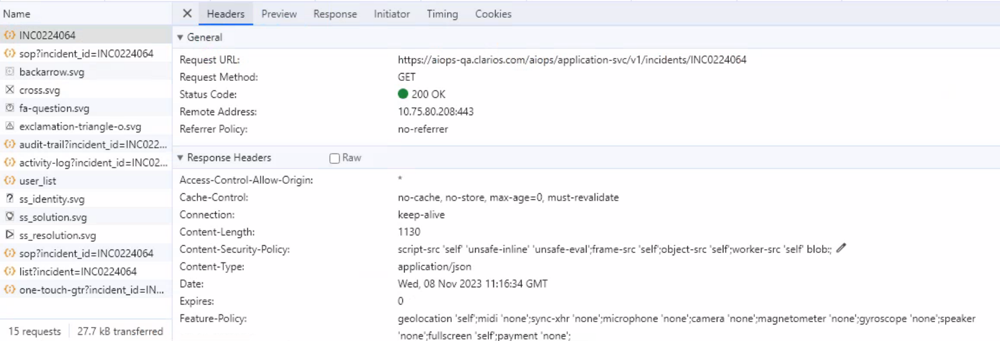 Name
INC0224064
sop?incident_id=INC0224064
backarrow.svg
cross.svg
fa-question.svg
exclamation-triangle-o.svg
audit-trail?incident_id=INC022...
activity-log?incident_id=INC02...
user_list
ss_identity.svg
ss_solution.svg
ss_resolution.svg
sop?incident_id=INC0224064
list?incident=INC0224064
one-touch-gtr?incident_id=IN...
15 requests 27.7 kB transferred
Headers Preview Response Initiator Timing Cookies
General
Request URL: https://aiops-qa.clarios.com/aiops/application-svc/v1/incidents/INC0224064
Request Method: GET
Status Code: 200 OK
Remote Address: 10.75.80.208:443
Referrer Policy: no-referrer
Response Headers Raw
Access-Control-Allow-Origin: *
Cache-Control: no-cache, no-store, max-age=0, must-revalidate
Connection: keep-alive
Content-Length: 1130
Content-Security-Policy: script-src 'self' 'unsafe-inline' 'unsafe-eval';frame-src 'self';object-src 'self';worker-src 'self' blob:;
Content-Type: application/json
Date: Wed, 08 Nov 2023 11:16:34 GMT
Expires: 0
Feature-Policy: geolocation 'self';midi 'none';sync-xhr 'none';microphone 'none';camera 'none';magnetometer 'none';gyroscope 'none';speaker
'none';fullscreen 'self';payment 'none';